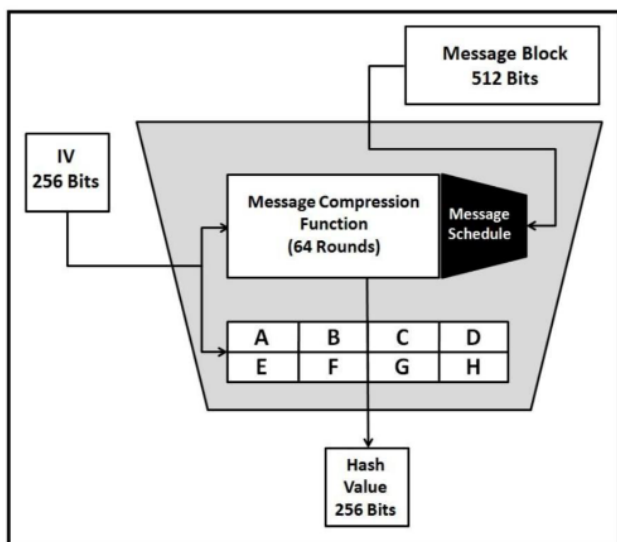 Message Block
512 Bits
IV
256 Bits
Message Compression
Function
(64 Rounds)
Message
Schedule
A B C D
E F G H
Hash
Value
256 Bits